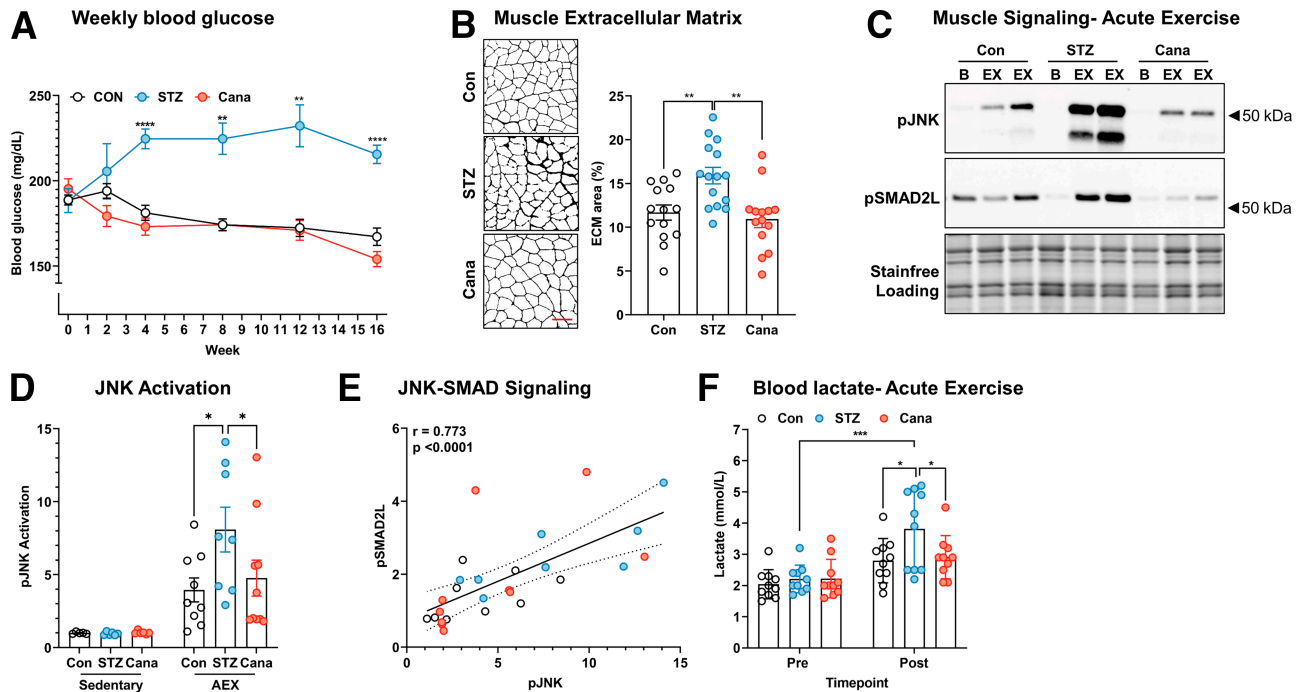 A Weekly blood glucose
CON STZ Cana
Blood glucose (mg/dL)
250
200
150
**** ** ** ****
0 1 2 3 4 5 6 7 8 9 10 11 12 13 14 15 16
Week
B Muscle Extracellular Matrix
Con
STZ
Cana
ECM area (%)
25
20
15
10
5
0
** **
Con STZ Cana
C Muscle Signaling- Acute Exercise
Con STZ Cana
B EX EX B EX EX B EX EX
pJNK
50 kDa
pSMAD2L
50 kDa
Stainfree
Loading
D JNK Activation
pJNK Activation
15
10
5
0
* *
Con STZ Cana Con STZ Cana
Sedentary AEX
E JNK-SMAD Signaling
r = 0.773
p <0.0001
pSMAD2L
6
4
2
0
0 5 10 15
pJNK
F Blood lactate- Acute Exercise
Con STZ Cana
Lactate (mmol/L)
7
6
5
4
3
2
1
0
***
* *
Pre Post
Timepoint